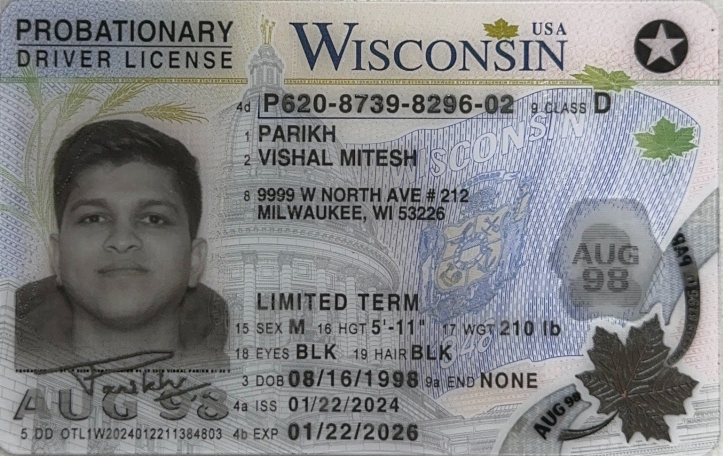 PROBATIONARY
DRIVER LICENSE
WISCONSIN USA
4d P620-8739-8296-02 9 CLASS D
1 PARIKH
2 VISHAL MITESH
8 9999 W NORTH AVE # 212
MILWAUKEE, WI 53226
AUG
98
LIMITED TERM
15 SEX M 16 HGT 5'-11" 17 WGT 210 lb
18 EYES BLK 19 HAIR BLK
3 DOB 08/16/1998 9a END NONE
4a ISS 01/22/2024
4b EXP 01/22/2026
Parikh
AUG 98
5 DD OTL1W2024012211384803
AUG 98